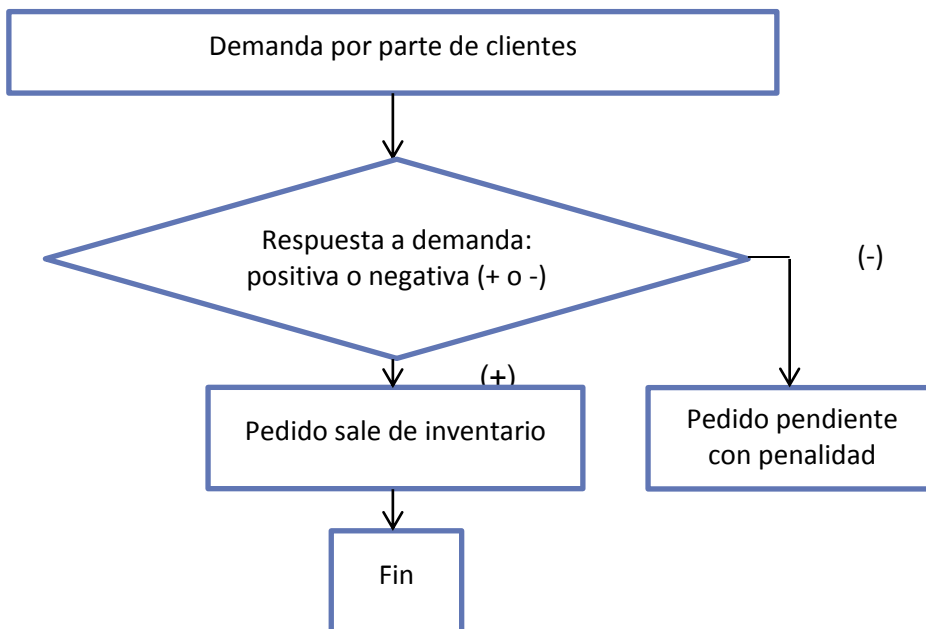 Demanda por parte de clientes
Respuesta a demanda:
positiva o negativa (+ o -)
(-)
(+)
Pedido sale de inventario
Pedido pendiente
con penalidad
Fin